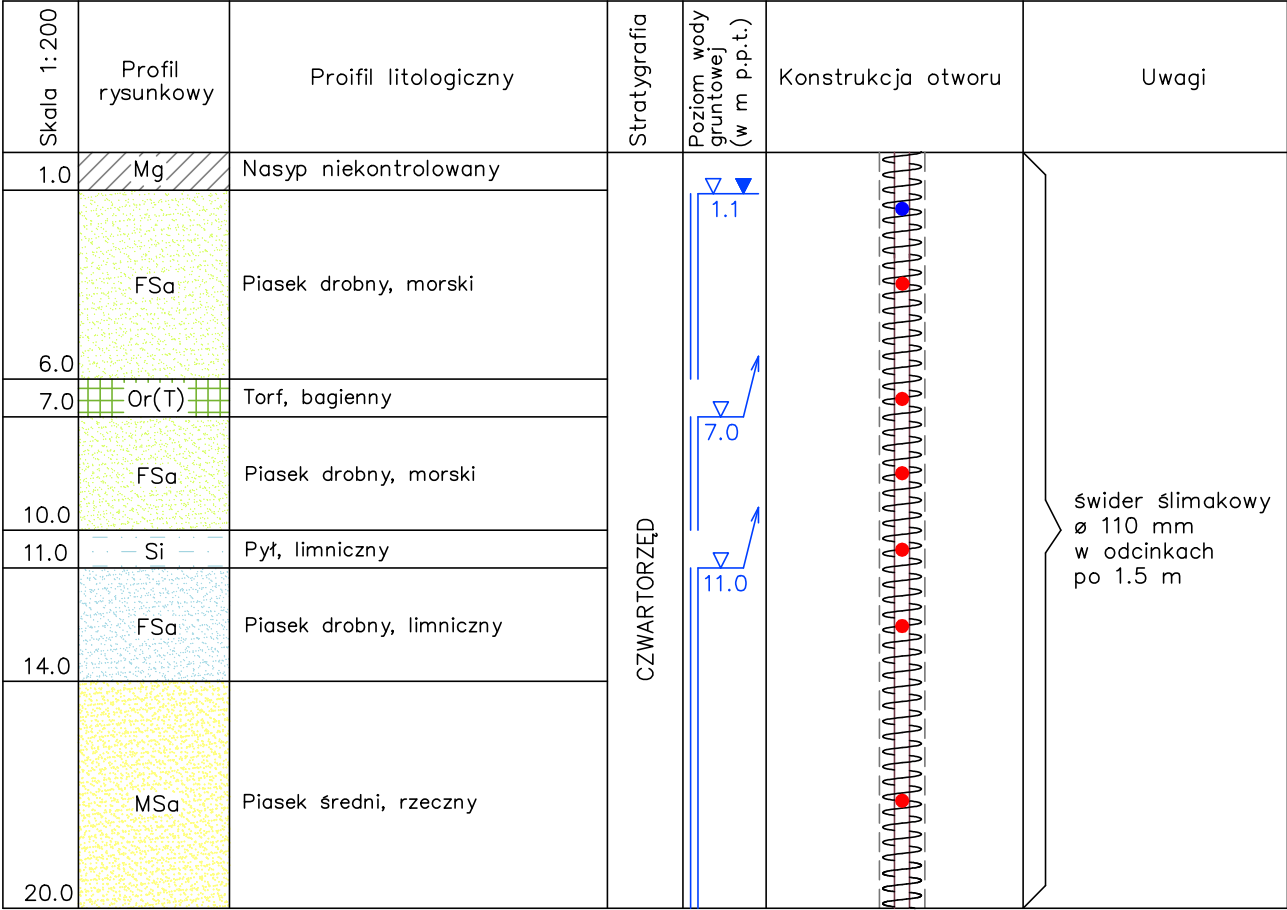 Skala 1:200
Profil
rysunkowy
Proifil litologiczny
Stratygrafia
Poziom wody
gruntowej
(w m p.p.t.)
Konstrukcja otworu
Uwagi
1.0
Mg
Nasyp niekontrolowany
1.1
FSa
Piasek drobny, morski
6.0
7.0
Or(T)
Torf, bagienny
7.0
FSa
Piasek drobny, morski
10.0
11.0
Si
Pył, limniczny
11.0
FSa
Piasek drobny, limniczny
14.0
MSa
Piasek średni, rzeczny
20.0
CZWARTORZĘD
świder ślimakowy
ø 110 mm
w odcinkach
po 1.5 m